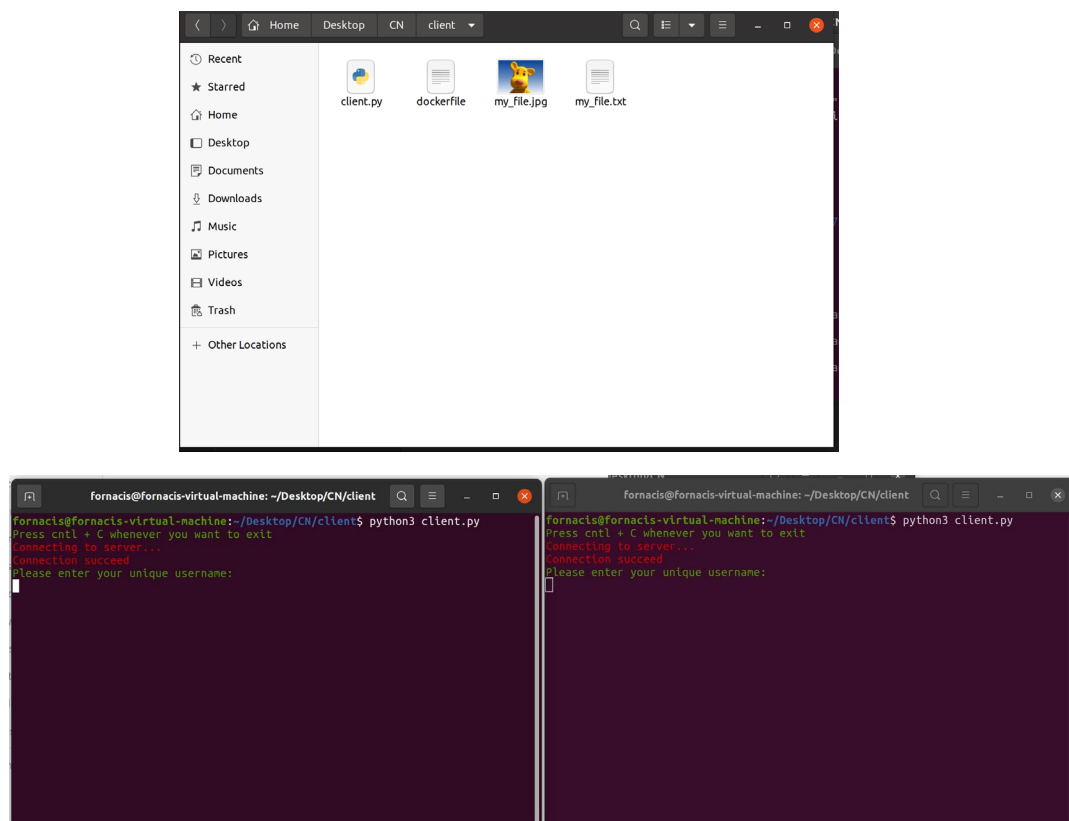 Home Desktop CN client
Recent
Starred
Home
Desktop
Documents
Downloads
Music
Pictures
Videos
Trash
Other Locations
client.py dockerfile my_file.jpg my_file.txt
fornacis@fornacis-virtual-machine: ~/Desktop/CN/client
fornacis@fornacis-virtual-machine:~/Desktop/CN/client$ python3 client.py
Press cntl + C whenever you want to exit
Connecting to server...
Connection succeed
Please enter your unique username:
fornacis@fornacis-virtual-machine: ~/Desktop/CN/client
fornacis@fornacis-virtual-machine:~/Desktop/CN/client$ python3 client.py
Press cntl + C whenever you want to exit
Connecting to server...
Connection succeed
Please enter your unique username: